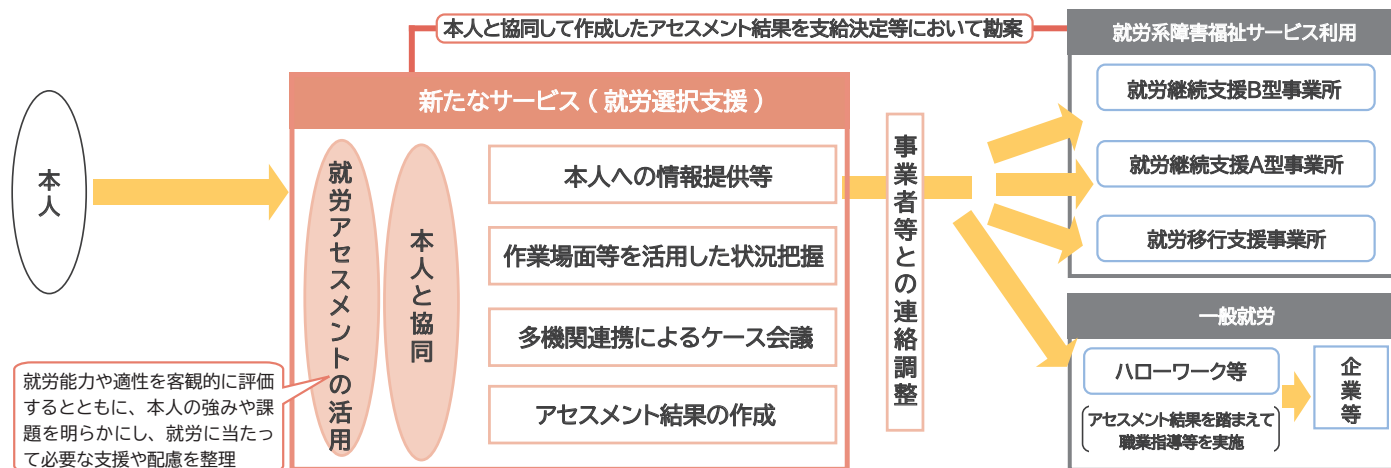 本人と協同して作成したアセスメント結果を支給決定等において勘案
本人
新たなサービス（就労選択支援）
就労アセスメントの活用
本人と協同
本人への情報提供等
作業場面等を活用した状況把握
多機関連携によるケース会議
アセスメント結果の作成
就労能力や適性を客観的に評価
するとともに、本人の強みや課
題を明らかにし、就労に当たっ
て必要な支援や配慮を整理
事業者等との連絡調整
就労系障害福祉サービス利用
就労継続支援B型事業所
就労継続支援A型事業所
就労移行支援事業所
一般就労
ハローワーク等
アセスメント結果を踏まえて
職業指導等を実施
企業等